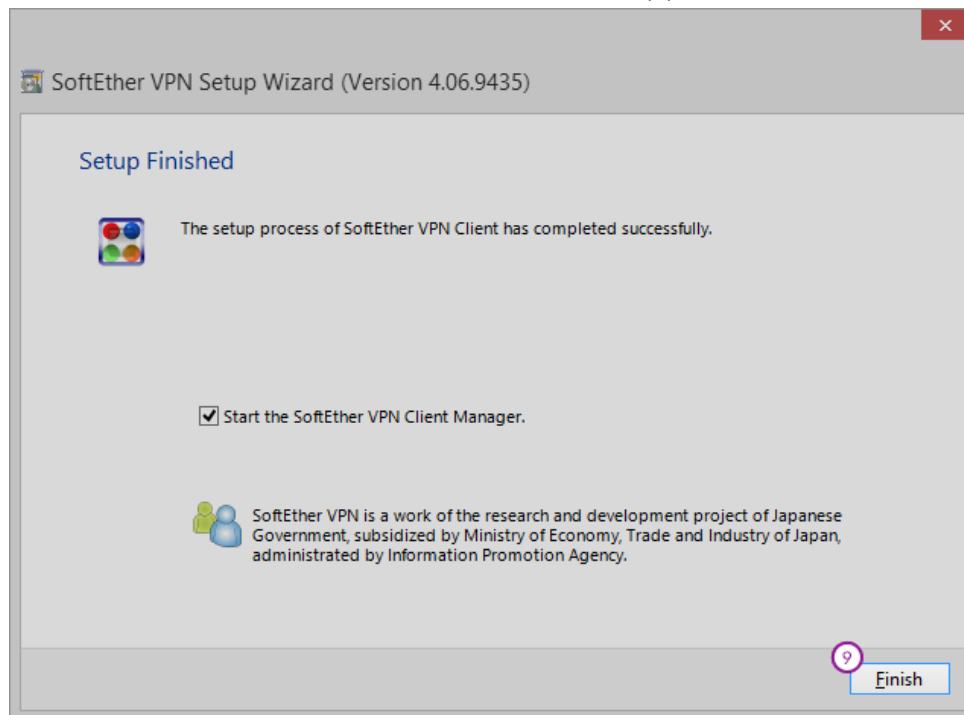 SoftEther VPN Setup Wizard (Version 4.06.9435)
Setup Finished
The setup process of SoftEther VPN Client has completed successfully.
Start the SoftEther VPN Client Manager.
SoftEther VPN is a work of the research and development project of Japanese
Government, subsidized by Ministry of Economy, Trade and Industry of Japan,
administrated by Information Promotion Agency.
9
Finish